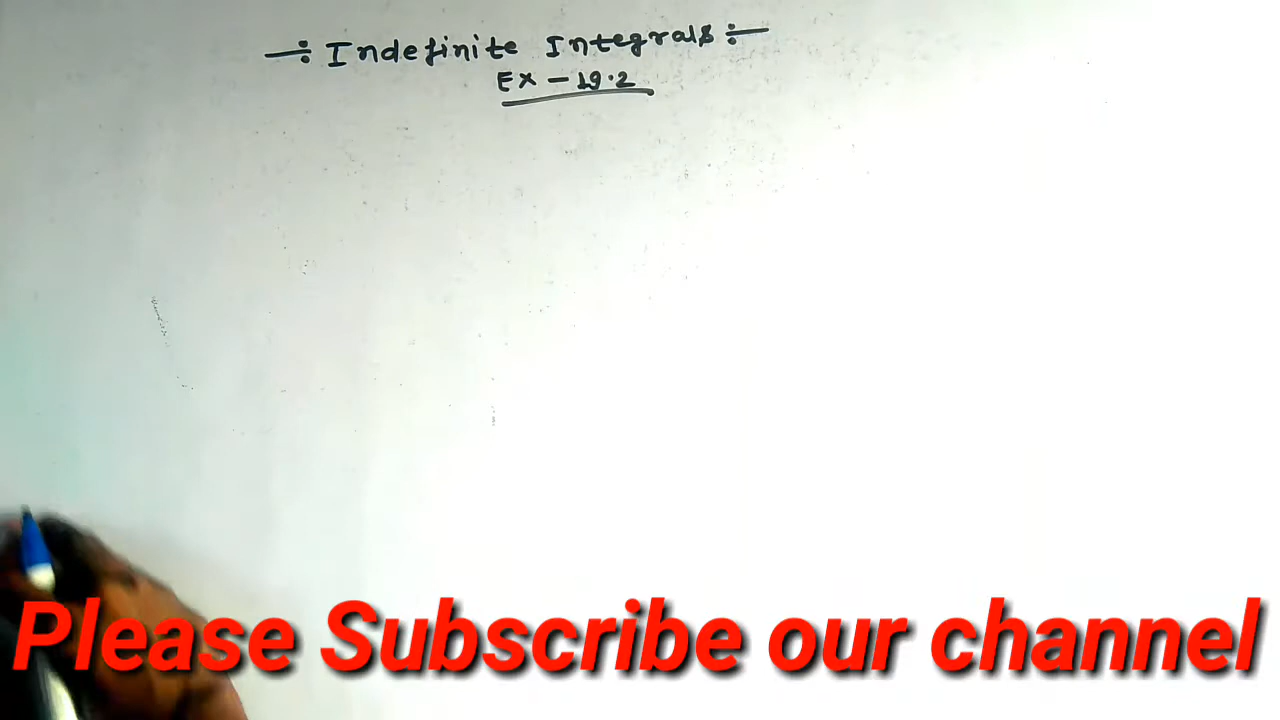 ÷ Indefinite Integrals ÷
EX - 19.2
Please Subscribe our channel